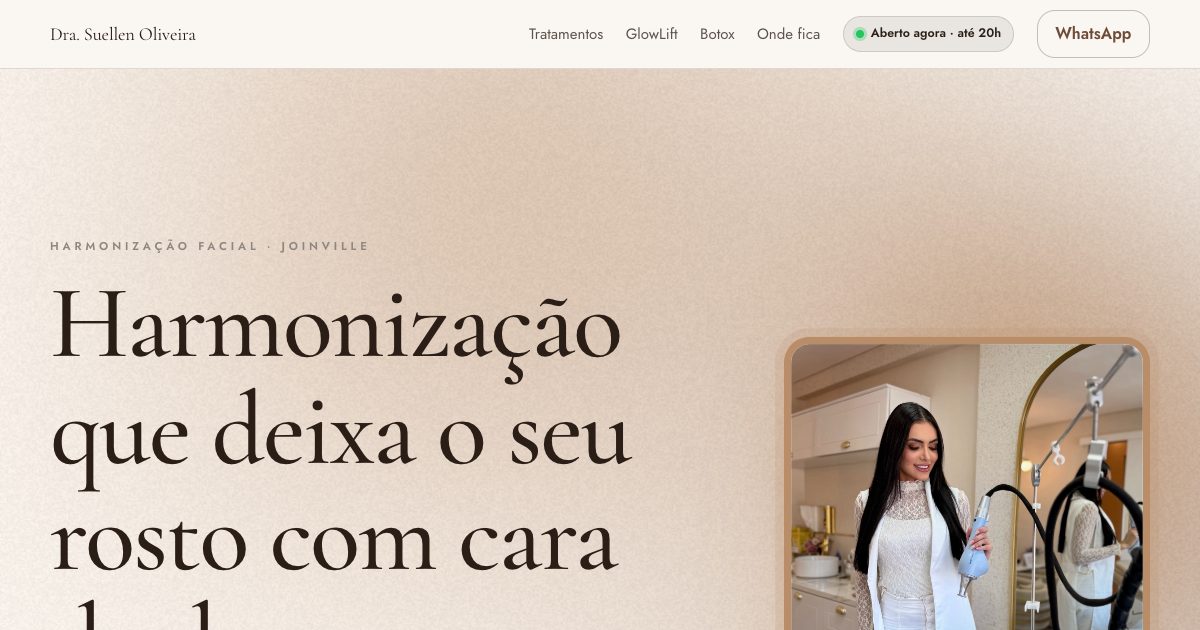 Dra. Suellen Oliveira
Tratamentos
GlowLift
Botox
Onde fica
Aberto agora · até 20h
WhatsApp
HARMONIZAÇÃO FACIAL · JOINVILLE
Harmonização
que deixa o seu
rosto com cara